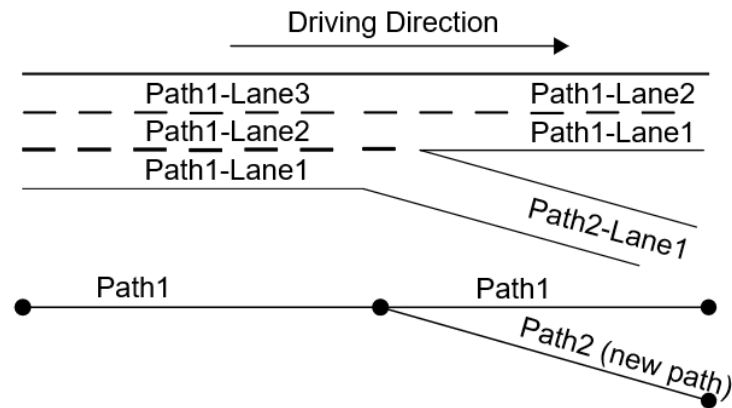 Driving Direction
Path1-Lane3
Path1-Lane2
Path1-Lane2
Path1-Lane1
Path1-Lane1
Path2-Lane1
Path1
Path1
Path2 (new path)